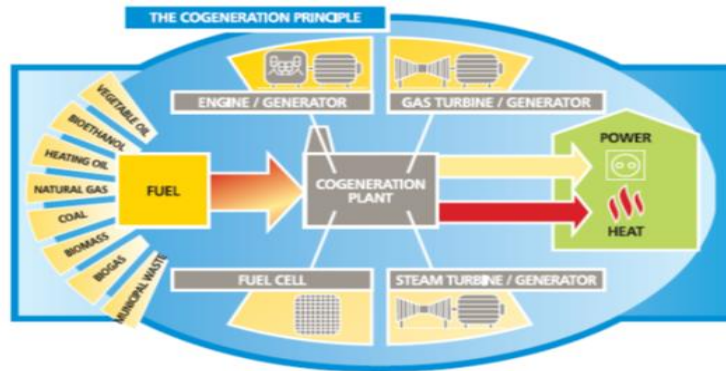 THE COGENERATION PRINCIPLE
ENGINE / GENERATOR
GAS TURBINE / GENERATOR
VEGETABLE OIL
BIOETHANOL
HEATING OIL
NATURAL GAS
COAL
BIOMASS
BIOGAS
MUNICIPAL WASTE
FUEL
COGENERATION
PLANT
POWER
HEAT
FUEL CELL
STEAM TURBINE / GENERATOR